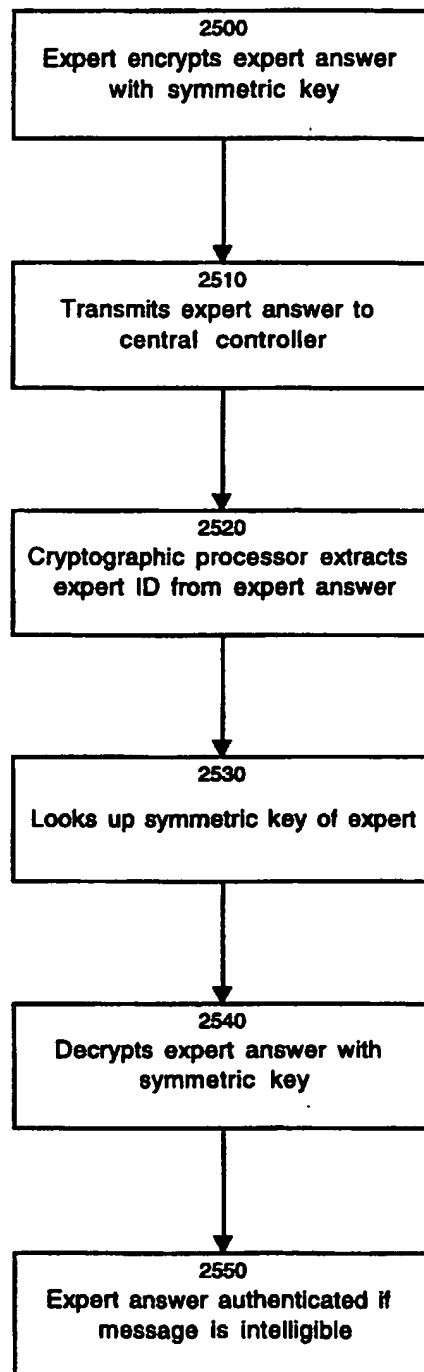 2500
Expert encrypts expert answer
with symmetric key
2510
Transmits expert answer to
central controller
2520
Cryptographic processor extracts
expert ID from expert answer
2530
Looks up symmetric key of expert
2540
Decrypts expert answer with
symmetric key
2550
Expert answer authenticated if
message is intelligible